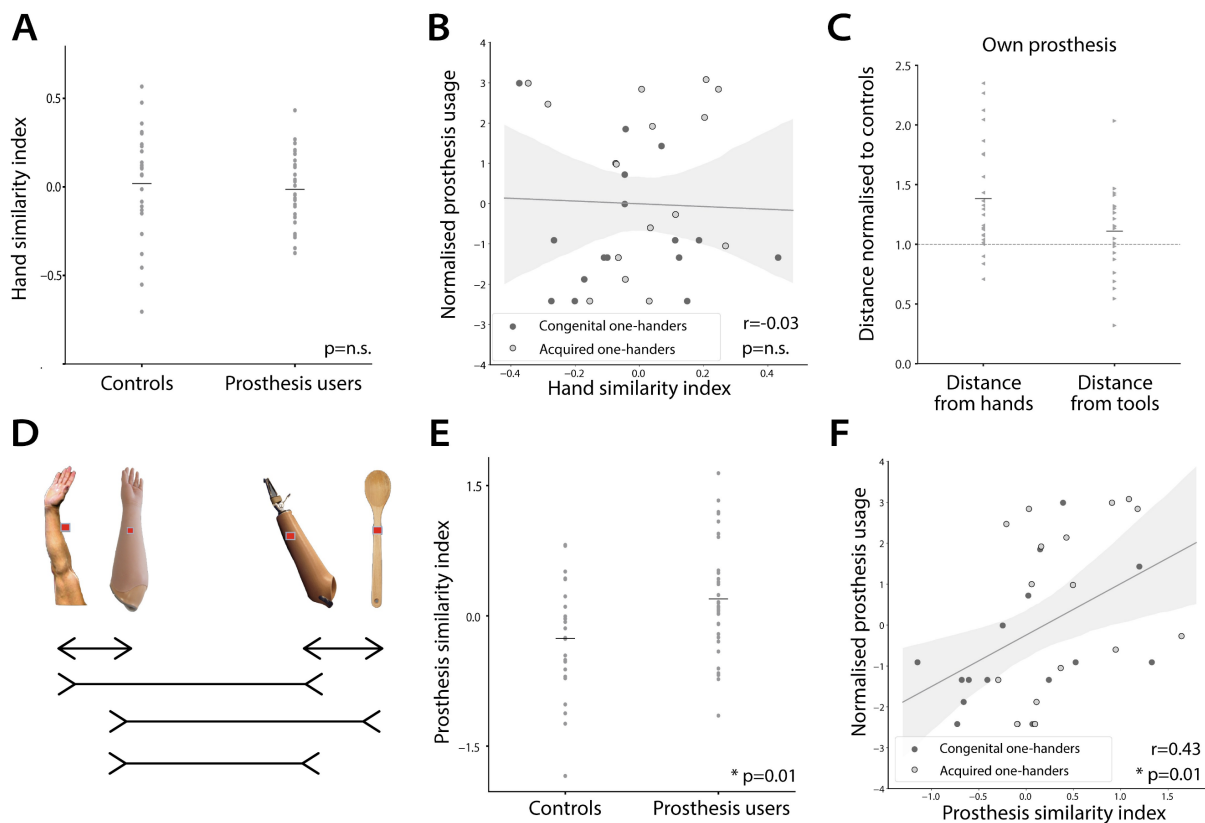 A
Hand similarity index
0.5
0.0
−0.5
Controls
Prosthesis users
p=n.s.
B
Normalised prosthesis usage
4
3
2
1
0
−1
−2
−3
−4
Congenital one-handers
Acquired one-handers
r=-0.03
p=n.s.
−0.4
−0.2
0.0
0.2
0.4
Hand similarity index
C
Own prosthesis
Distance normalised to controls
2.5
2.0
1.5
1.0
0.5
0.0
Distance
from hands
Distance
from tools
D
E
Prosthesis similarity index
1.5
0.0
−1.5
Controls
Prosthesis users
* p=0.01
F
Normalised prosthesis usage
4
3
2
1
0
−1
−2
−3
−4
Congenital one-handers
Acquired one-handers
r=0.43
* p=0.01
−1.0
−0.5
0.0
0.5
1.0
1.5
Prosthesis similarity index